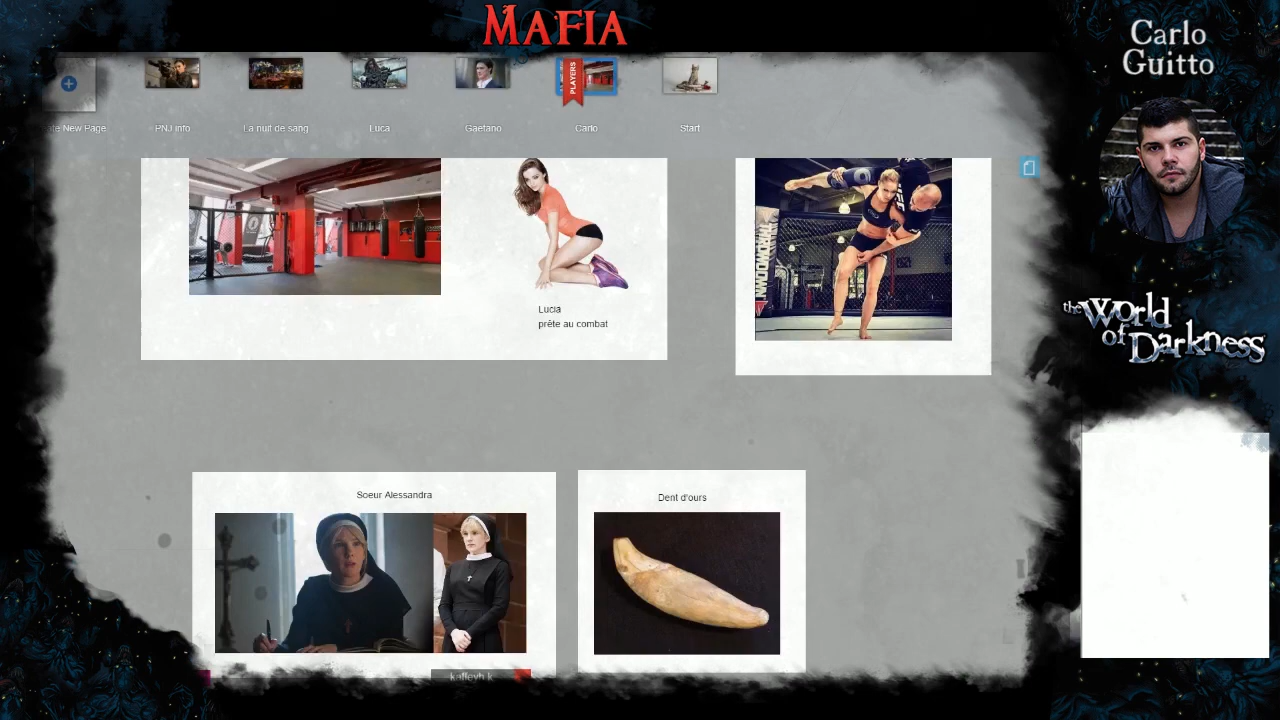 MAFIA
Carlo
Guitto
PLAYERS
te New Page
PNJ info
La nuit de sang
Luca
Gaetano
Carlo
Start
THROWDOWN
the World
of Darkness
Lucia
prête au combat
Soeur Alessandra
Dent d'ours